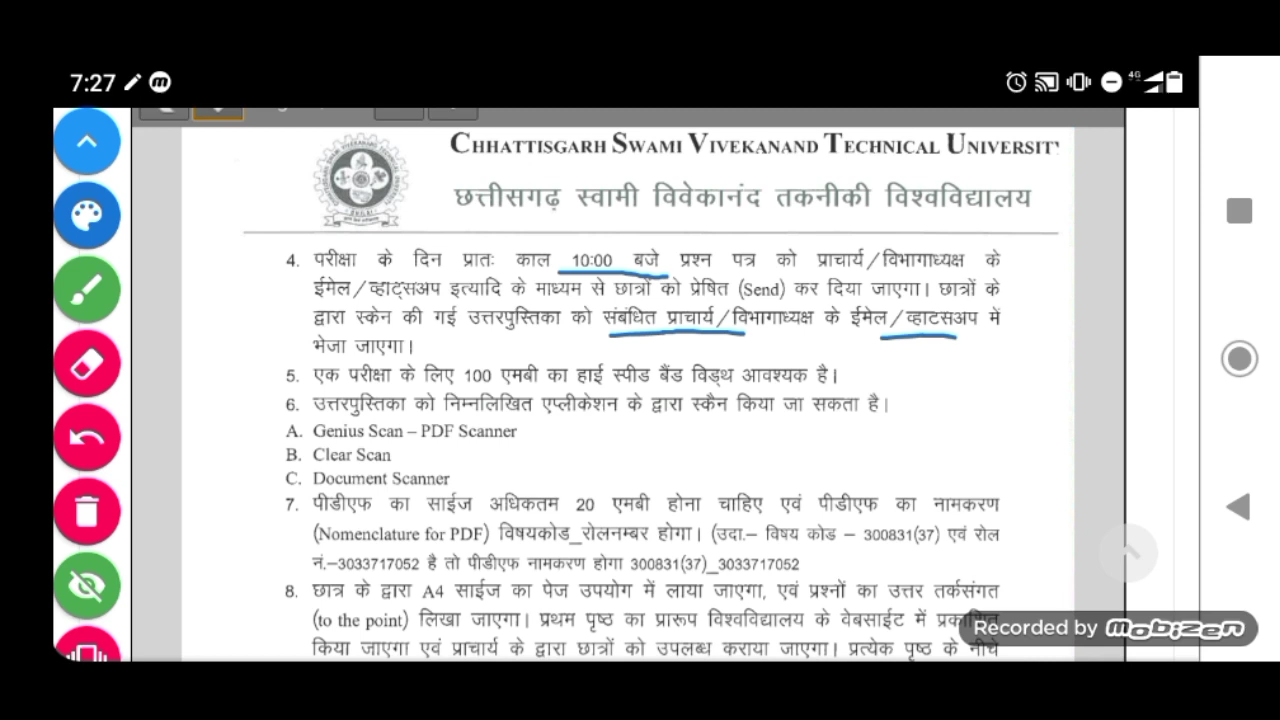 7:27
4G
CHHATTISGARH SWAMI VIVEKANAND TECHNICAL UNIVERSITY
छत्तीसगढ़ स्वामी विवेकानंद तकनीकी विश्वविद्यालय
4. परीक्षा के दिन प्रातः काल 10:00 बजे प्रश्न पत्र को प्राचार्य/विभागाध्यक्ष के
ईमेल/व्हाट्सअप इत्यादि के माध्यम से छात्रों को प्रेषित (Send) कर दिया जाएगा। छात्रों के
द्वारा स्केन की गई उत्तरपुस्तिका को संबंधित प्राचार्य/विभागाध्यक्ष के ईमेल/व्हाटसअप में
भेजा जाएगा।
5. एक परीक्षा के लिए 100 एमबी का हाई स्पीड बैंड विड्थ आवश्यक है।
6. उत्तरपुस्तिका को निम्नलिखित एप्लीकेशन के द्वारा स्कैन किया जा सकता है।
A. Genius Scan – PDF Scanner
B. Clear Scan
C. Document Scanner
7. पीडीएफ का साईज अधिकतम 20 एमबी होना चाहिए एवं पीडीएफ का नामकरण
(Nomenclature for PDF) विषयकोड_रोलनम्बर होगा। (उदा.– विषय कोड – 300831(37) एवं रोल
नं.–3033717052 है तो पीडीएफ नामकरण होगा 300831(37)_3033717052
8. छात्र के द्वारा A4 साईज का पेज उपयोग में लाया जाएगा, एवं प्रश्नों का उत्तर तर्कसंगत
(to the point) लिखा जाएगा। प्रथम पृष्ठ का प्रारूप विश्वविद्यालय के वेबसाईट में प्रकाशित
किया जाएगा एवं प्राचार्य के द्वारा छात्रों को उपलब्ध कराया जाएगा। प्रत्येक पृष्ठ के नीचे
Recorded by Mobizen